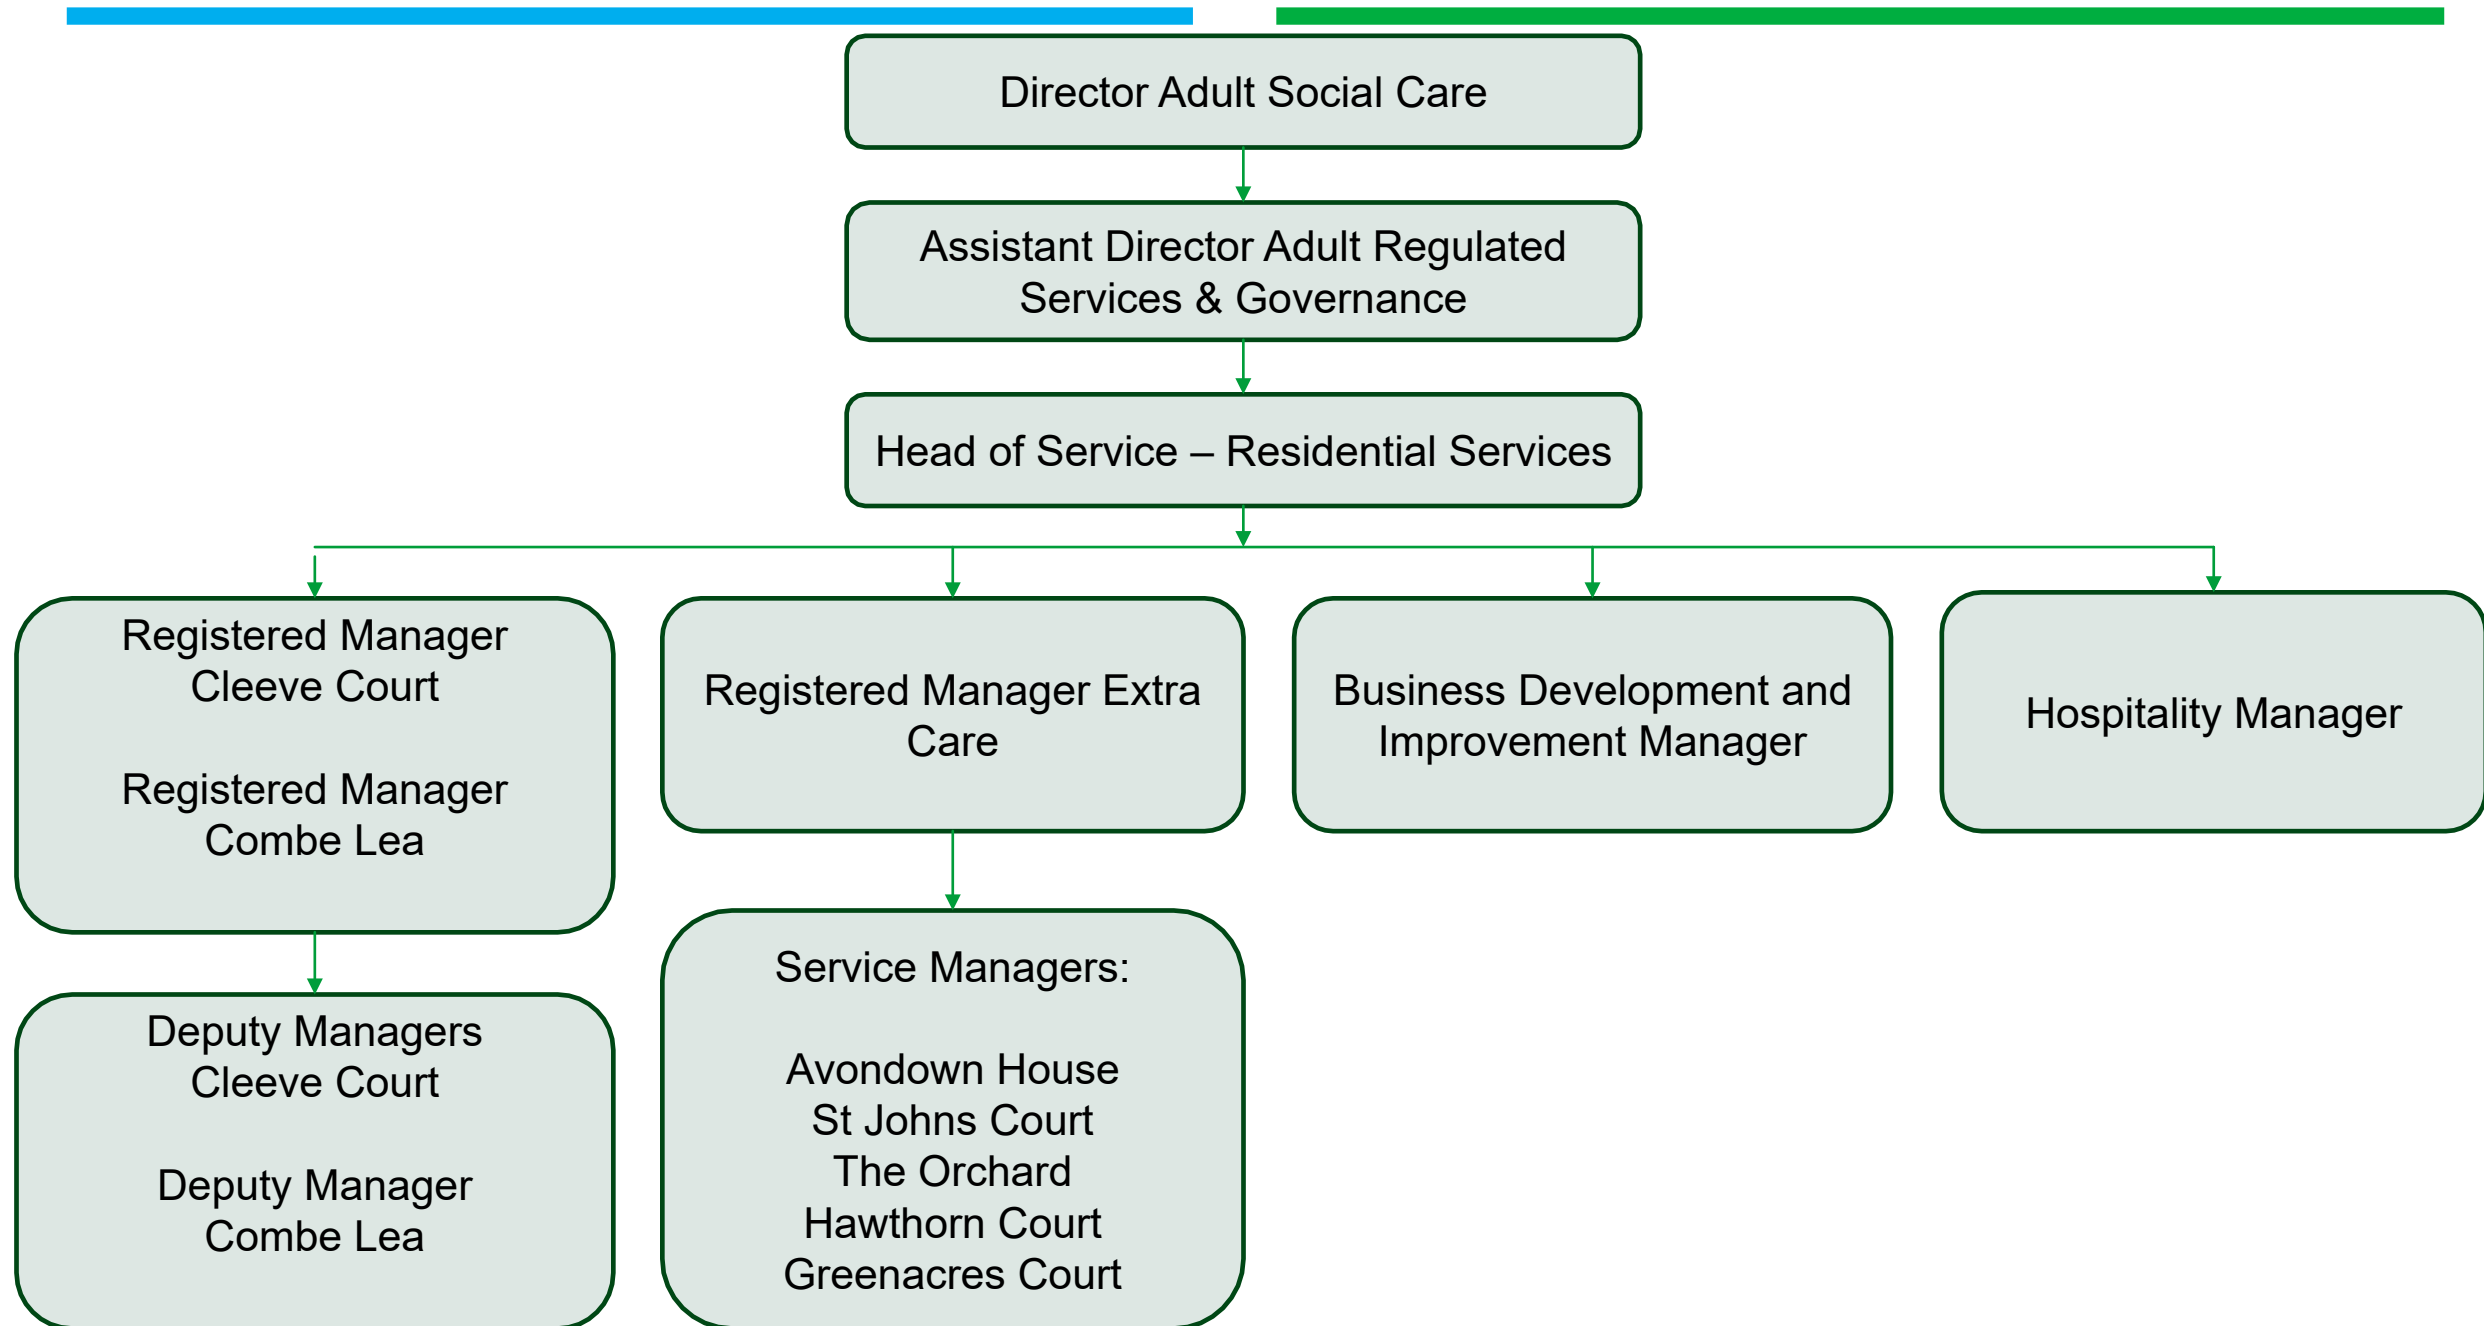 Director Adult Social Care
Assistant Director Adult Regulated
Services & Governance
Head of Service – Residential Services
Registered Manager
Cleeve Court
Registered Manager
Combe Lea
Registered Manager Extra
Care
Business Development and
Improvement Manager
Hospitality Manager
Deputy Managers
Cleeve Court
Deputy Manager
Combe Lea
Service Managers:
Avondown House
St Johns Court
The Orchard
Hawthorn Court
Greenacres Court